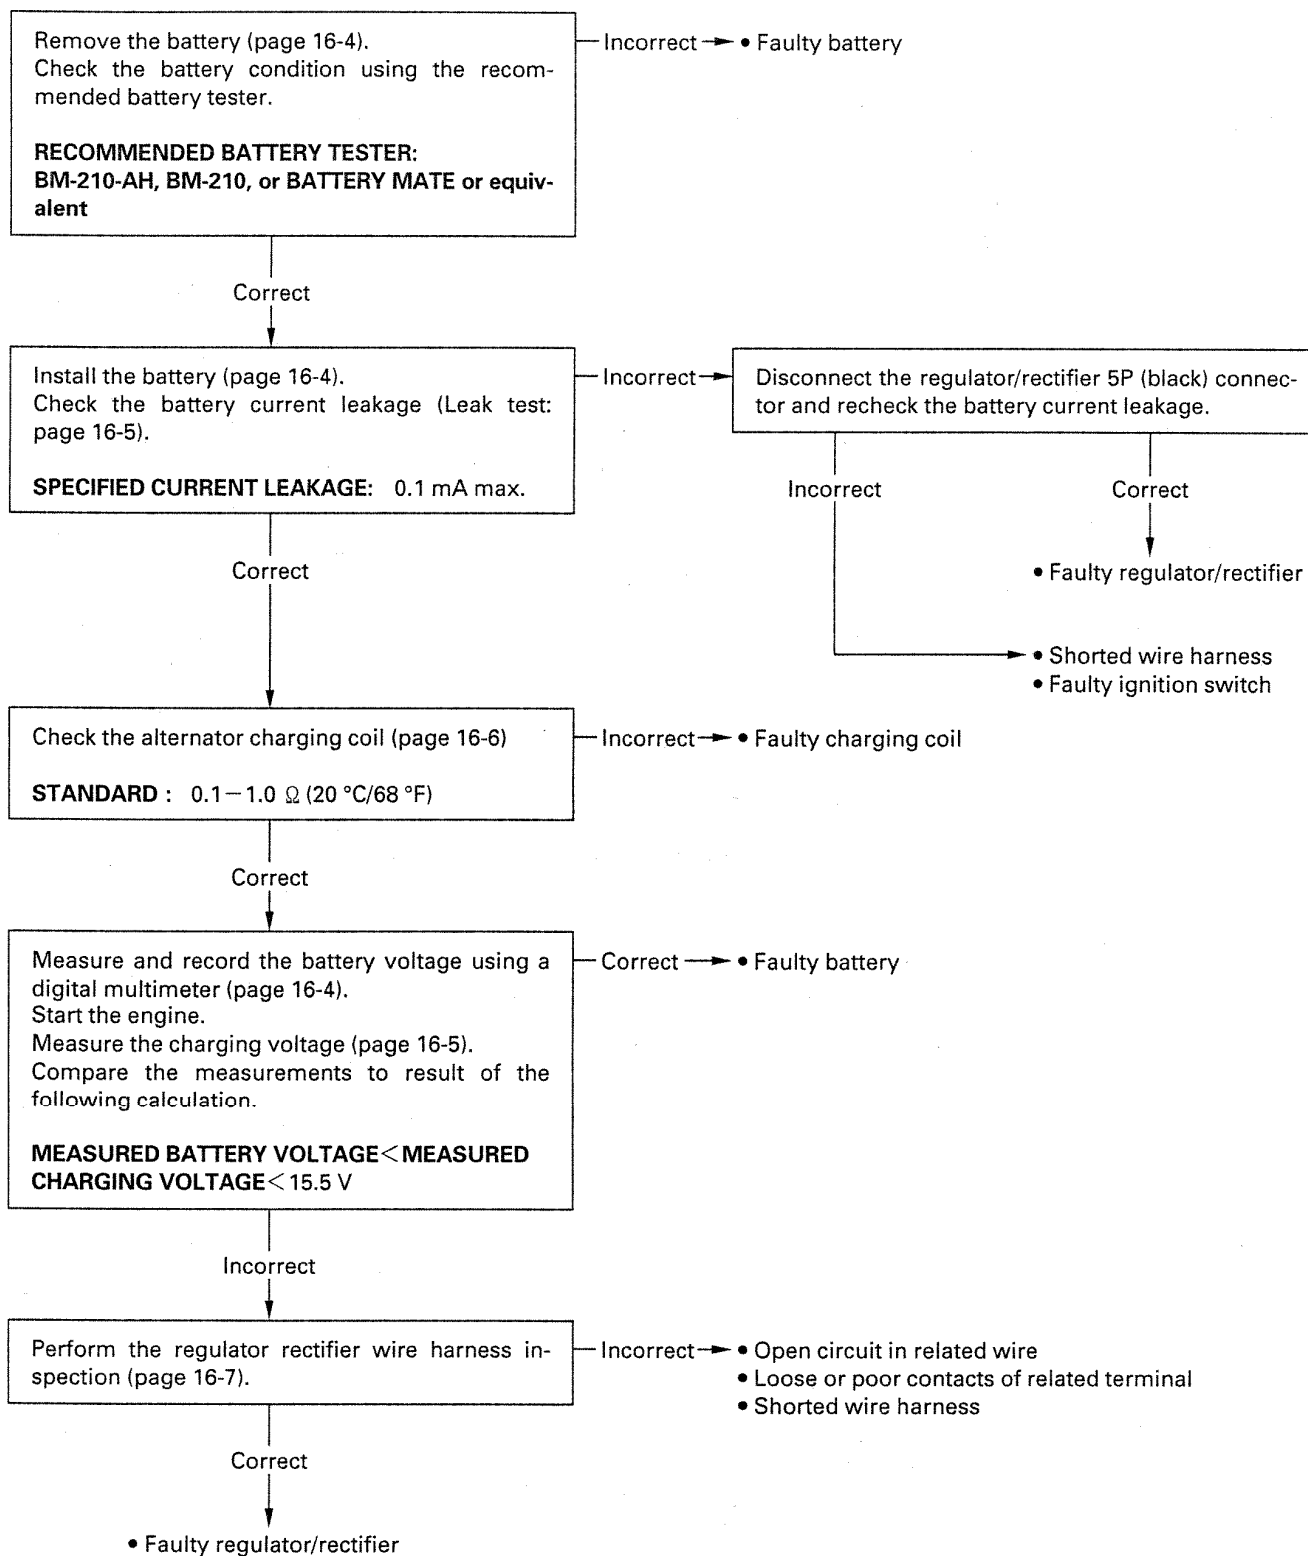 Remove the battery (page 16-4).
Check the battery condition using the recom-
mended battery tester.
RECOMMENDED BATTERY TESTER:
BM-210-AH, BM-210, or BATTERY MATE or equiv-
alent
Incorrect
• Faulty battery
Correct
Install the battery (page 16-4).
Check the battery current leakage (Leak test:
page 16-5).
SPECIFIED CURRENT LEAKAGE: 0.1 mA max.
Incorrect
Disconnect the regulator/rectifier 5P (black) connec-
tor and recheck the battery current leakage.
Incorrect
Correct
• Faulty regulator/rectifier
• Shorted wire harness
• Faulty ignition switch
Correct
Check the alternator charging coil (page 16-6)
STANDARD : 0.1－1.0 Ω (20 °C/68 °F)
Incorrect
• Faulty charging coil
Correct
Measure and record the battery voltage using a
digital multimeter (page 16-4).
Start the engine.
Measure the charging voltage (page 16-5).
Compare the measurements to result of the
following calculation.
MEASURED BATTERY VOLTAGE＜MEASURED
CHARGING VOLTAGE＜15.5 V
Correct
• Faulty battery
Incorrect
Perform the regulator rectifier wire harness in-
spection (page 16-7).
Incorrect
• Open circuit in related wire
• Loose or poor contacts of related terminal
• Shorted wire harness
Correct
• Faulty regulator/rectifier